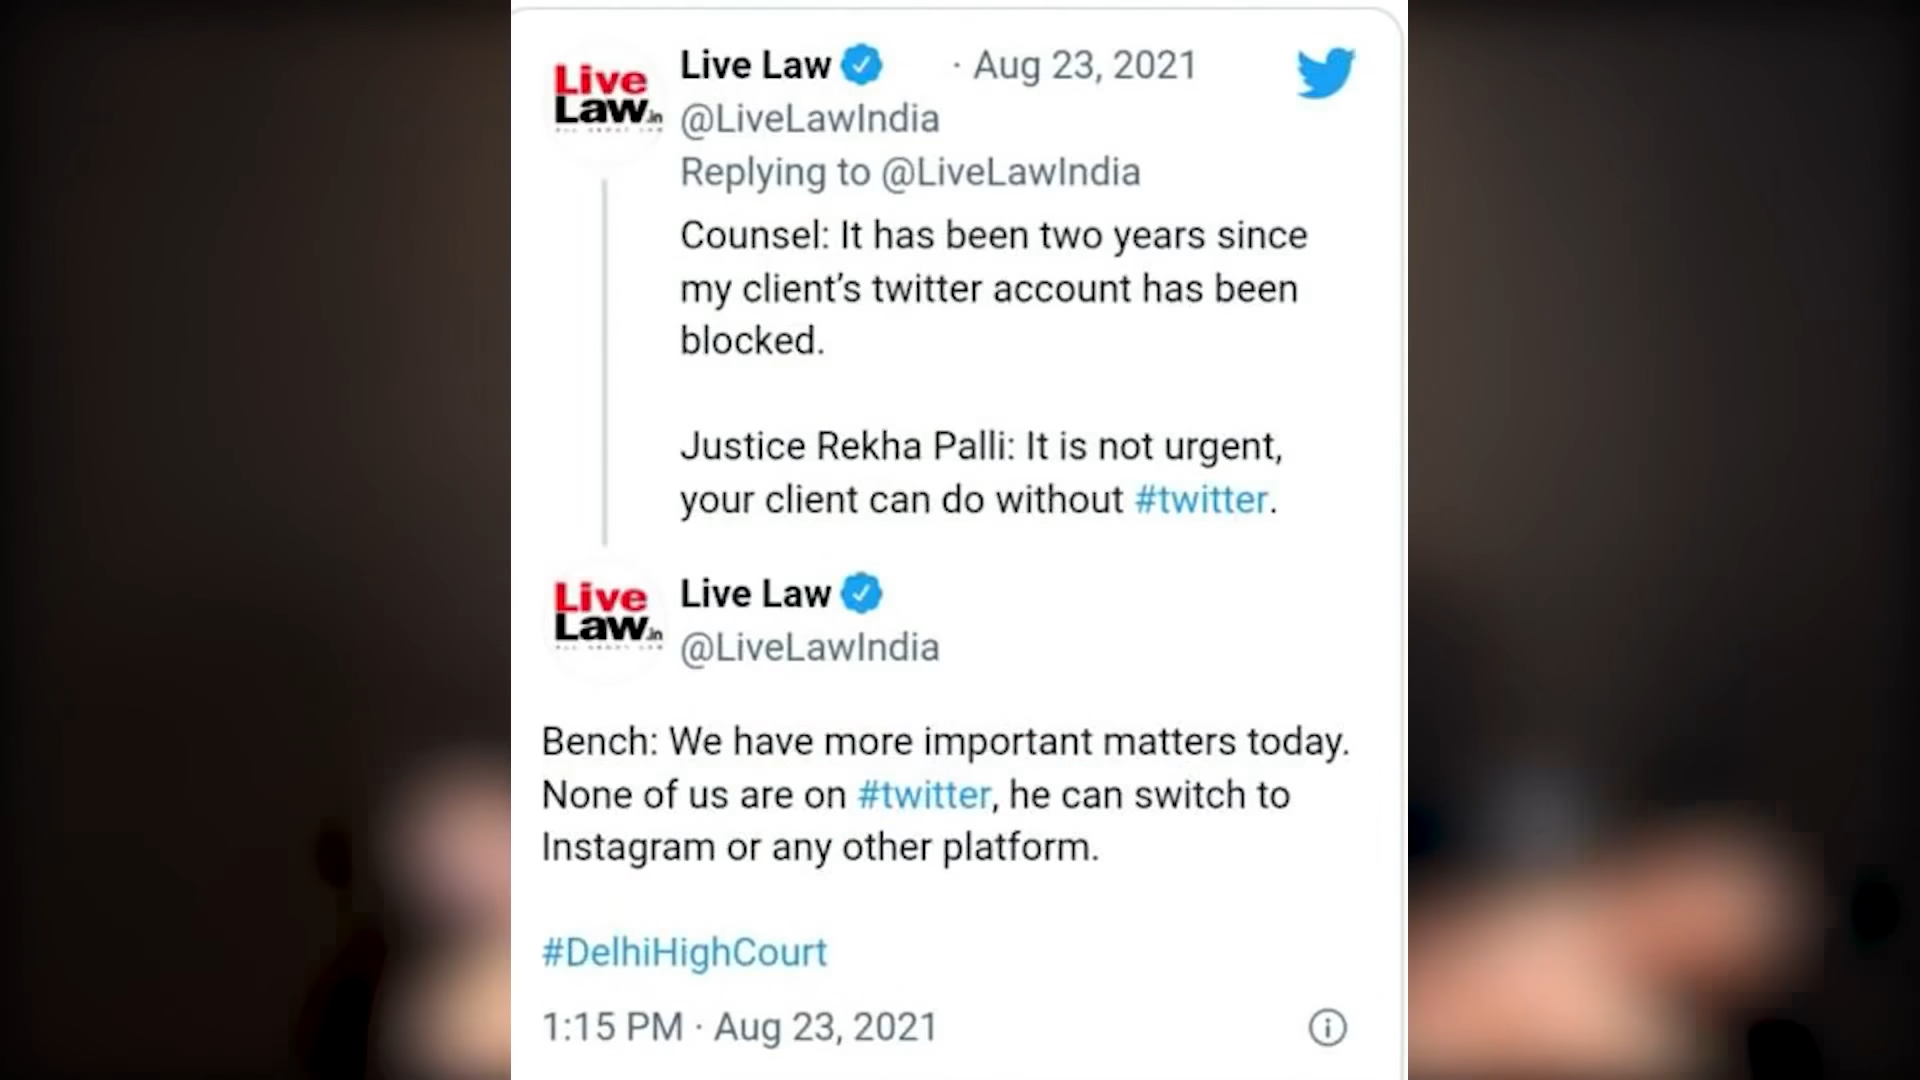 Live Law · Aug 23, 2021
@LiveLawIndia
Replying to @LiveLawIndia
Counsel: It has been two years since
my client’s twitter account has been
blocked.
Justice Rekha Palli: It is not urgent,
your client can do without #twitter.
Live Law
@LiveLawIndia
Bench: We have more important matters today.
None of us are on #twitter, he can switch to
Instagram or any other platform.
#DelhiHighCourt
1:15 PM · Aug 23, 2021
Live
Law.in
ALL ABOUT LAW
Live
Law.in